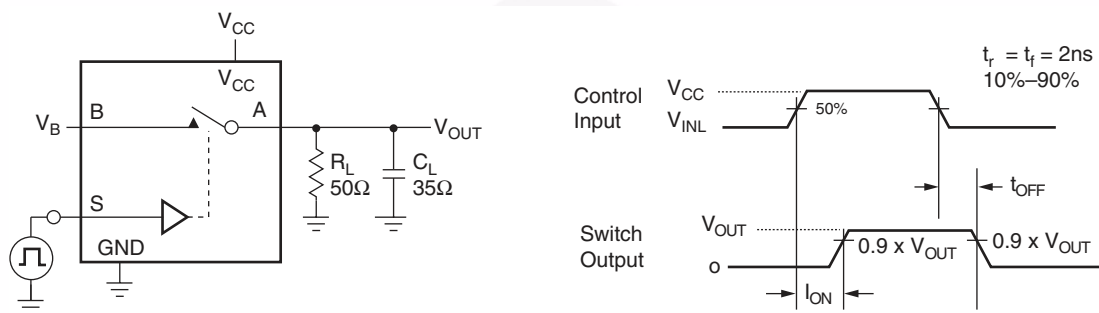 V_CC
V_CC
V_B
B
A
V_OUT
R_L
50Ω
C_L
35Ω
S
GND
t_r = t_f = 2ns
10%–90%
Control
Input
V_CC
V_INL
50%
t_OFF
Switch
Output
V_OUT
o
0.9 x V_OUT
0.9 x V_OUT
I_ON